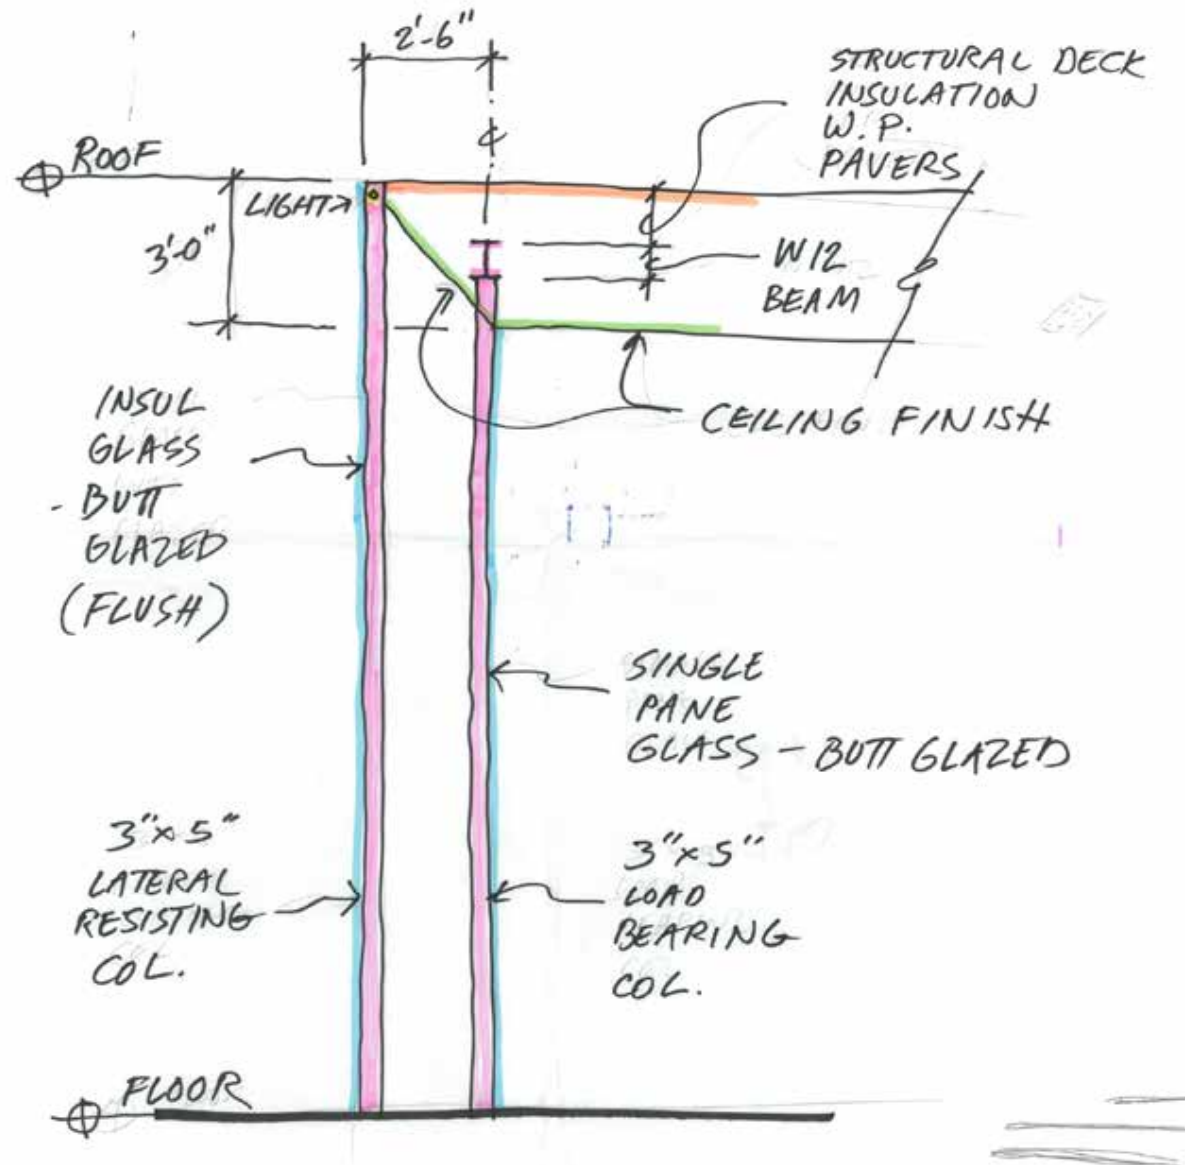 2'-6"
STRUCTURAL DECK
INSULATION
W.P.
PAVERS
ROOF
LIGHT
3'-0"
W12
BEAM
INSUL
GLASS
- BUTT
GLAZED
(FLUSH)
CEILING FINISH
SINGLE
PANE
GLASS - BUTT GLAZED
3"x5"
LATERAL
RESISTING
COL.
3"x5"
LOAD
BEARING
COL.
FLOOR